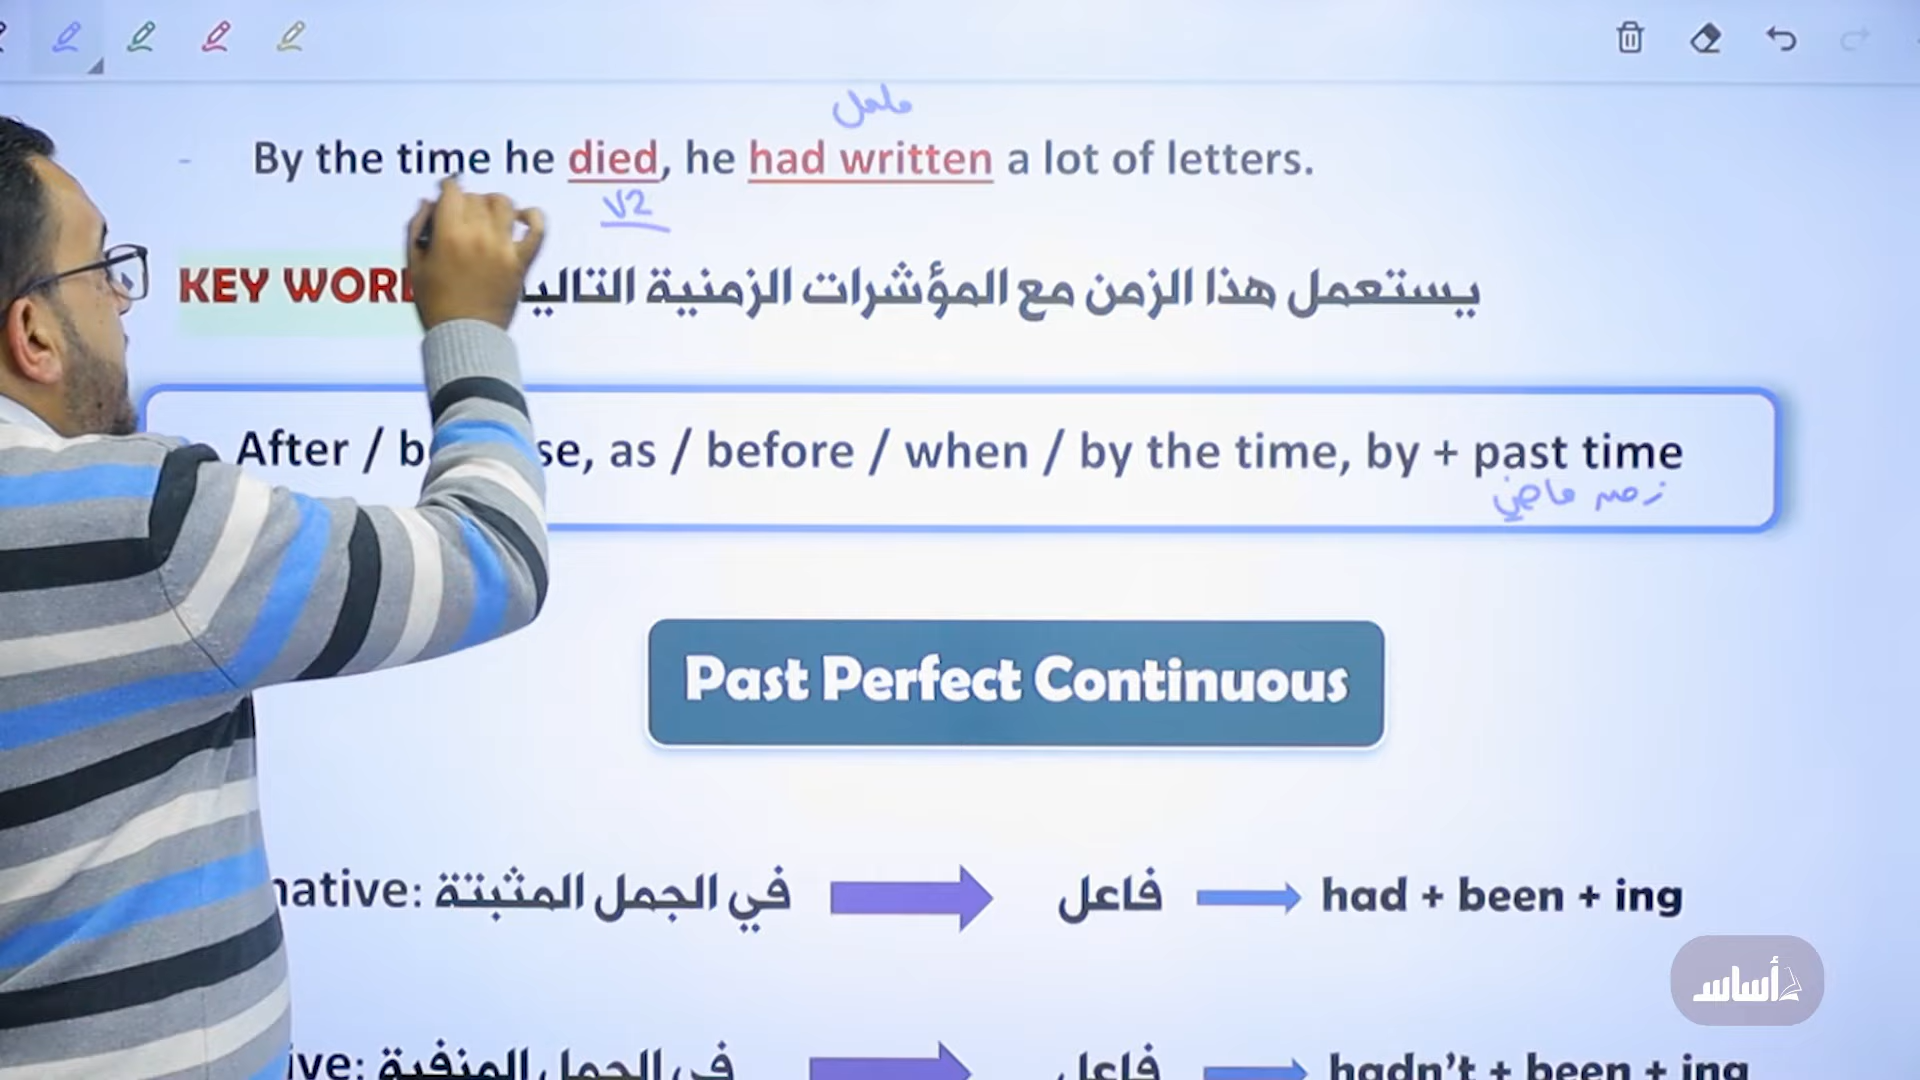 ماحل
- By the time he died, he had written a lot of letters.
V2
KEY WOR يستعمل هذا الزمن مع المؤشرات الزمنية التالي
After / b se, as / before / when / by the time, by + past time
زمن ماضي
Past Perfect Continuous
native: في الجمل المثبتة فاعل had + been + ing
ive: في الجمل المنفية فاعل hadn't + been + ing
أساس